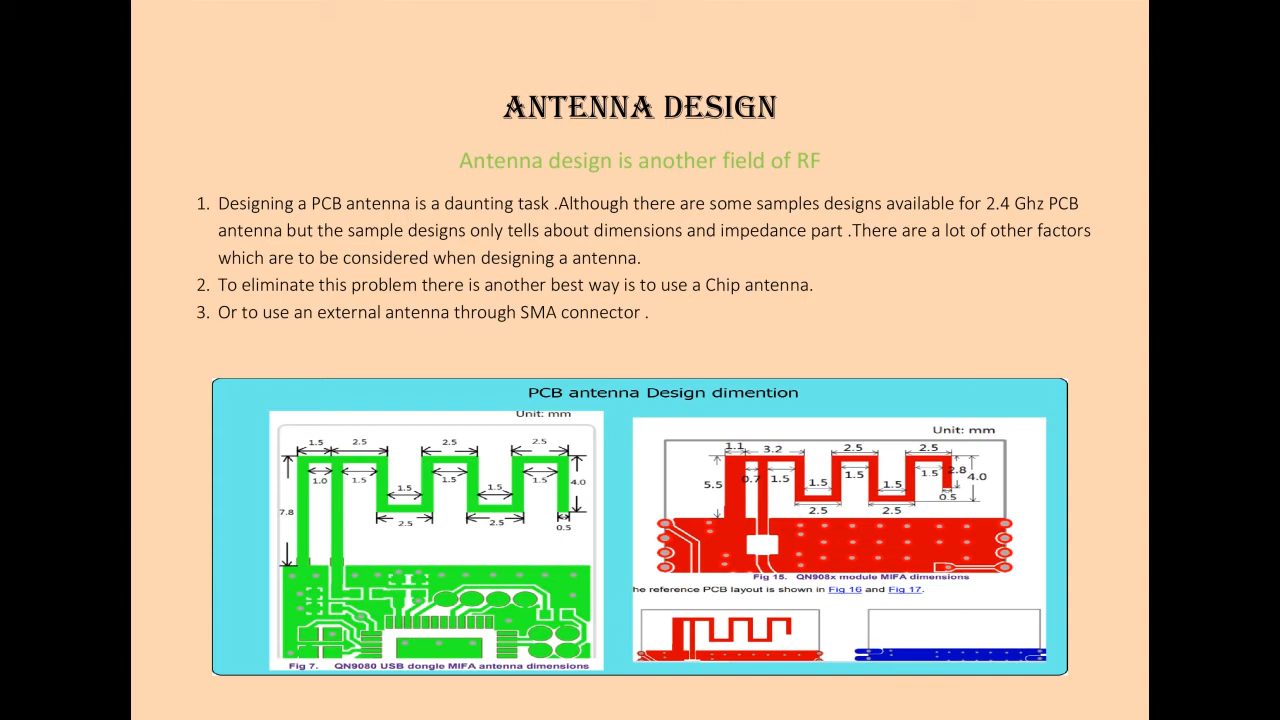 ANTENNA DESIGN
Antenna design is another field of RF
1. Designing a PCB antenna is a daunting task .Although there are some samples designs available for 2.4 Ghz PCB
antenna but the sample designs only tells about dimensions and impedance part .There are a lot of other factors
which are to be considered when designing a antenna.
2. To eliminate this problem there is another best way is to use a Chip antenna.
3. Or to use an external antenna through SMA connector .
PCB antenna Design dimention
Unit: mm
1.5 2.5 2.5 2.5
1.0 1.5 1.5 1.5 4.0
1.5 1.5
7.8
2.5 2.5 0.5
Fig 7. QN9080 USB dongle MIFA antenna dimensions
Unit: mm
1.1 3.2 2.5 2.5
5.5 0.7 1.5 1.5 1.5 2.8 4.0
1.5 1.5 0.5
2.5 2.5
Fig 15. QN908x module MIFA dimensions
he reference PCB layout is shown in Fig 16 and Fig 17.